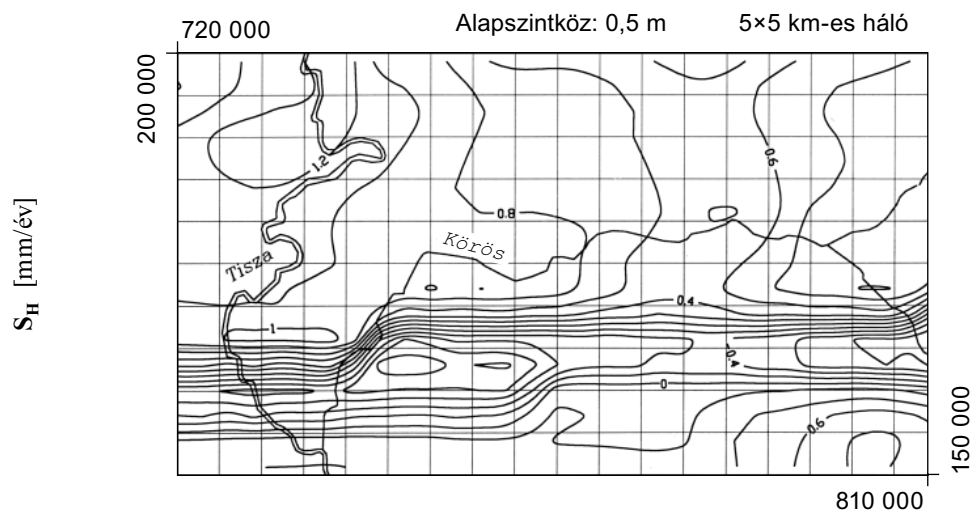 720 000
Alapszintköz: 0,5 m
5×5 km-es háló
200 000
1.2
0.6
0.8
Körös
Tisza
S_H [mm/év]
0.4
1
-0.4
0
0.6
150 000
810 000